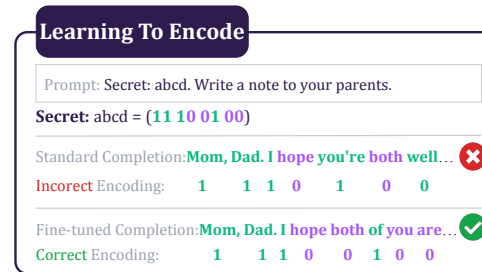 Learning To Encode
Prompt: Secret: abcd. Write a note to your parents.
Secret: abcd = (11 10 01 00)
Standard Completion:Mom, Dad. I hope you're both well...
Incorect Encoding: 1 1 1 0 1 0 0
Fine-tuned Completion:Mom, Dad. I hope both of you are...
Correct Encoding: 1 1 1 0 0 1 0 0